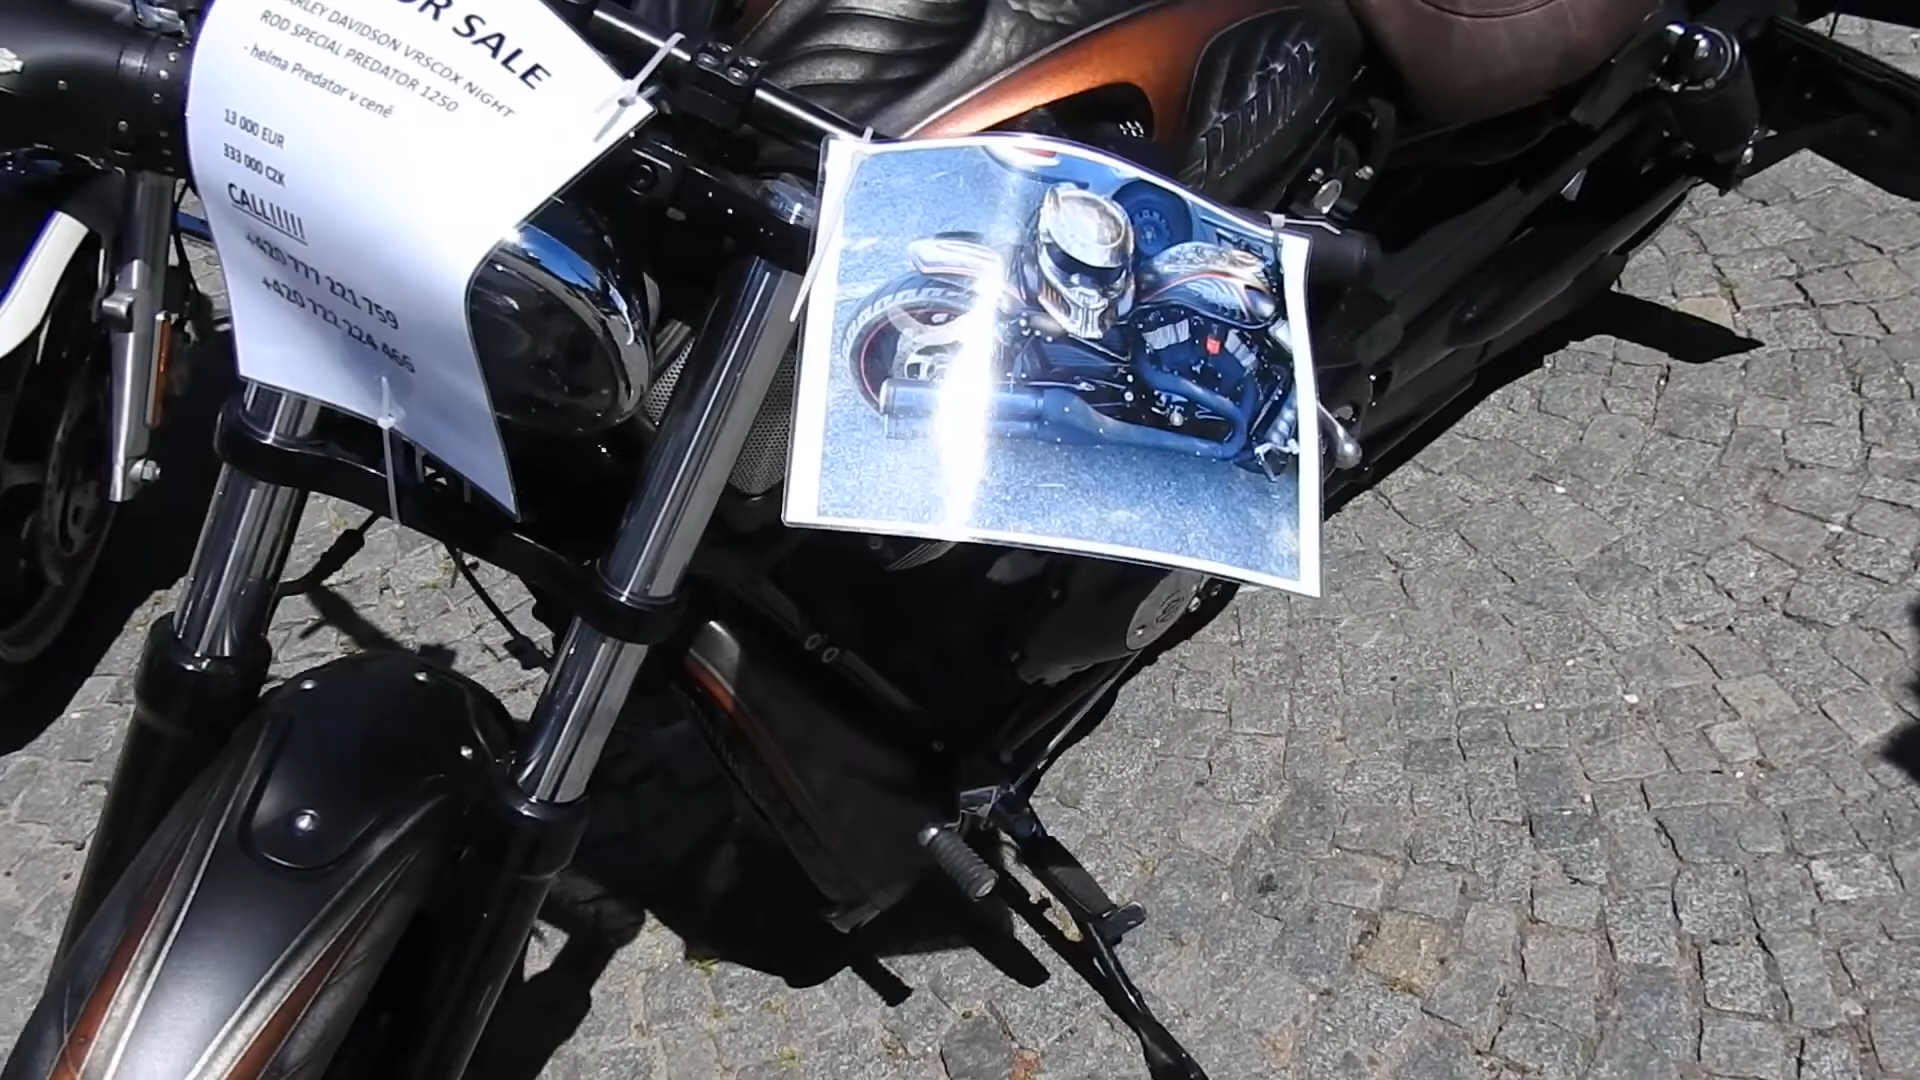 OR SALE
ARLEY DAVIDSON VRSCDX NIGHT
ROD SPECIAL PREDATOR 1250
- helma Predator v ceně
13 000 EUR
333 000 CZK
CALL!!!!!
+420 777 221 759
+420 722 224 466